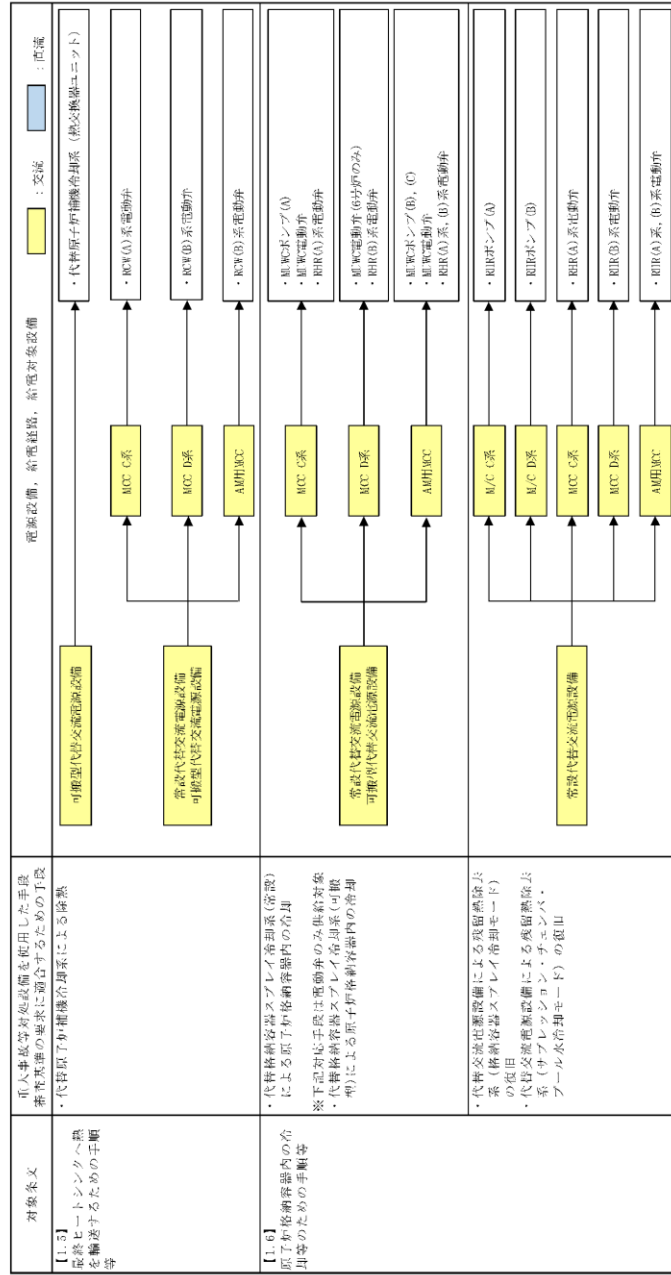 対象条文
重大事故等対処設備を使用した手段
審査基準の要求に適合するための手段
電源設備，給電経路，給電対象設備
：交流
：直流
【1.5】
最終ヒートシンクへ熱
を輸送するための手順
等
・代替原子炉補機冷却系による除熱
可搬型代替交流電源設備
・代替原子炉補機冷却系（熱交換器ユニット）
常設代替交流電源設備
可搬型代替交流電源設備
MCC C系
・RCW(A)系電動弁
MCC D系
・RCW(B)系電動弁
AM用MCC
・RCW(B)系電動弁
【1.6】
原子炉格納容器内の冷
却等のための手順等
・代替格納容器スプレイ冷却系(常設)
による原子炉格納容器内の冷却
※下記対応手段は電動弁のみ供給対象
・代替格納容器スプレイ冷却系(可搬
型)による原子炉格納容器内の冷却
常設代替交流電源設備
可搬型代替交流電源設備
MCC C系
・MUWCポンプ(A)
・MUWC電動弁
・RHR(A)系電動弁
MCC D系
・MUWC電動弁(6号炉のみ)
・RHR(B)系電動弁
AM用MCC
・MUWCポンプ(B)，(C)
・MUWC電動弁
・RHR(A)系，(B)系電動弁
・代替交流電源設備による残留熱除去
系（格納容器スプレイ冷却モード）
の復旧
・代替交流電源設備による残留熱除去
系（サプレッション・チェンバ・
プール水冷却モード）の復旧
常設代替交流電源設備
M/C C系
・RHRポンプ(A)
M/C D系
・RHRポンプ(B)
MCC C系
・RHR(A)系電動弁
MCC D系
・RHR(B)系電動弁
AM用MCC
・RHR(A)系，(B)系電動弁